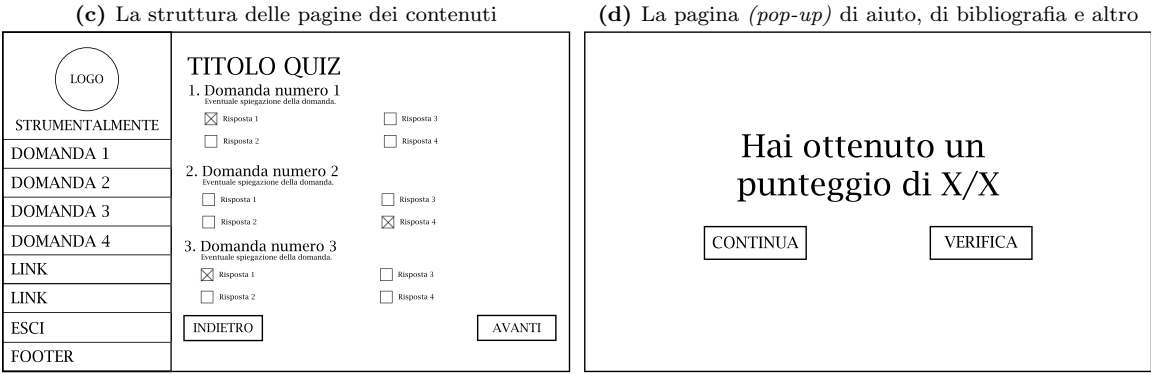 (c) La struttura delle pagine dei contenuti
(d) La pagina (pop-up) di aiuto, di bibliografia e altro
LOGO
STRUMENTALMENTE
DOMANDA 1
DOMANDA 2
DOMANDA 3
DOMANDA 4
LINK
LINK
ESCI
FOOTER
TITOLO QUIZ
1. Domanda numero 1
Eventuale spiegazione della domanda.
Risposta 1
Risposta 3
Risposta 2
Risposta 4
2. Domanda numero 2
Eventuale spiegazione della domanda.
Risposta 1
Risposta 3
Risposta 2
Risposta 4
3. Domanda numero 3
Eventuale spiegazione della domanda.
Risposta 1
Risposta 3
Risposta 2
Risposta 4
INDIETRO
AVANTI
Hai ottenuto un
punteggio di X/X
CONTINUA
VERIFICA